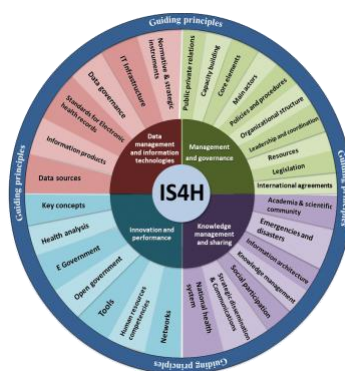 Guiding principles
Normative & strategic
instruments
IT Infrastructure
Data governance
Standards for Electronic
health records
Information products
Data sources
Public private relations
Capacity building
Core elements
Main actors
Policies and procedures
Organizational structure
Leadership and coordination
Resources
Legislation
International agreements
Data
management
and information
technologies
Management
and governance
IS4H
Innovation and
performance
Knowledge
management
and sharing
Guiding principles
Guiding principles
Key concepts
Health analysis
E Government
Open government
Tools
Human resources
competencies
Networks
Academia & scientific
community
Emergencies and
disasters
Information architecture
Knowledge management
Social participation
Strategic dissemination
& Communications
National health
system
Guiding principles